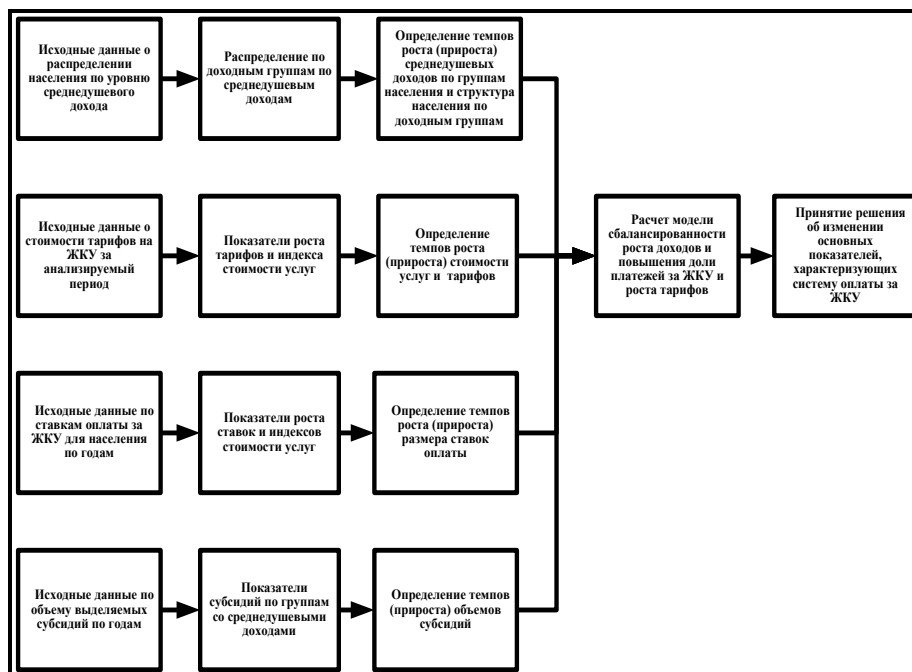 Исходные данные о
распределении
населения по уровню
среднедушевого
дохода
Распределение по
доходным группам по
среднедушевым
доходам
Определение темпов
роста (прироста)
среднедушевых
доходов по группам
населения и структура
населения по
доходным группам
Исходные данные о
стоимости тарифов на
ЖКУ за
анализируемый
период
Показатели роста
тарифов и индекса
стоимости услуг
Определение
темпов роста
(прироста) стоимости
услуг и тарифов
Расчет модели
сбалансированности
роста доходов и
повышения доли
платежей за ЖКУ и
роста тарифов
Принятие решения
об изменении
основных
показателей,
характеризующих
систему оплаты за
ЖКУ
Исходные данные по
ставкам оплаты за
ЖКУ для населения
по годам
Показатели роста
ставок и индексов
стоимости услуг
Определение темпов
роста (прироста)
размера ставок
оплаты
Исходные данные по
объему выделяемых
субсидий по годам
Показатели
субсидий по группам
со среднедушевыми
доходами
Определение темпов
(прироста) объемов
субсидий